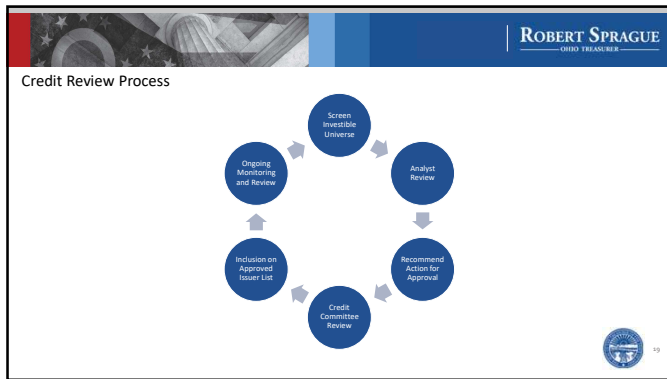 ROBERT SPRAGUE
OHIO TREASURER
Credit Review Process
Screen
Investible
Universe
Analyst
Review
Recommend
Action for
Approval
Credit
Committee
Review
Inclusion on
Approved
Issuer List
Ongoing
Monitoring
and Review
19